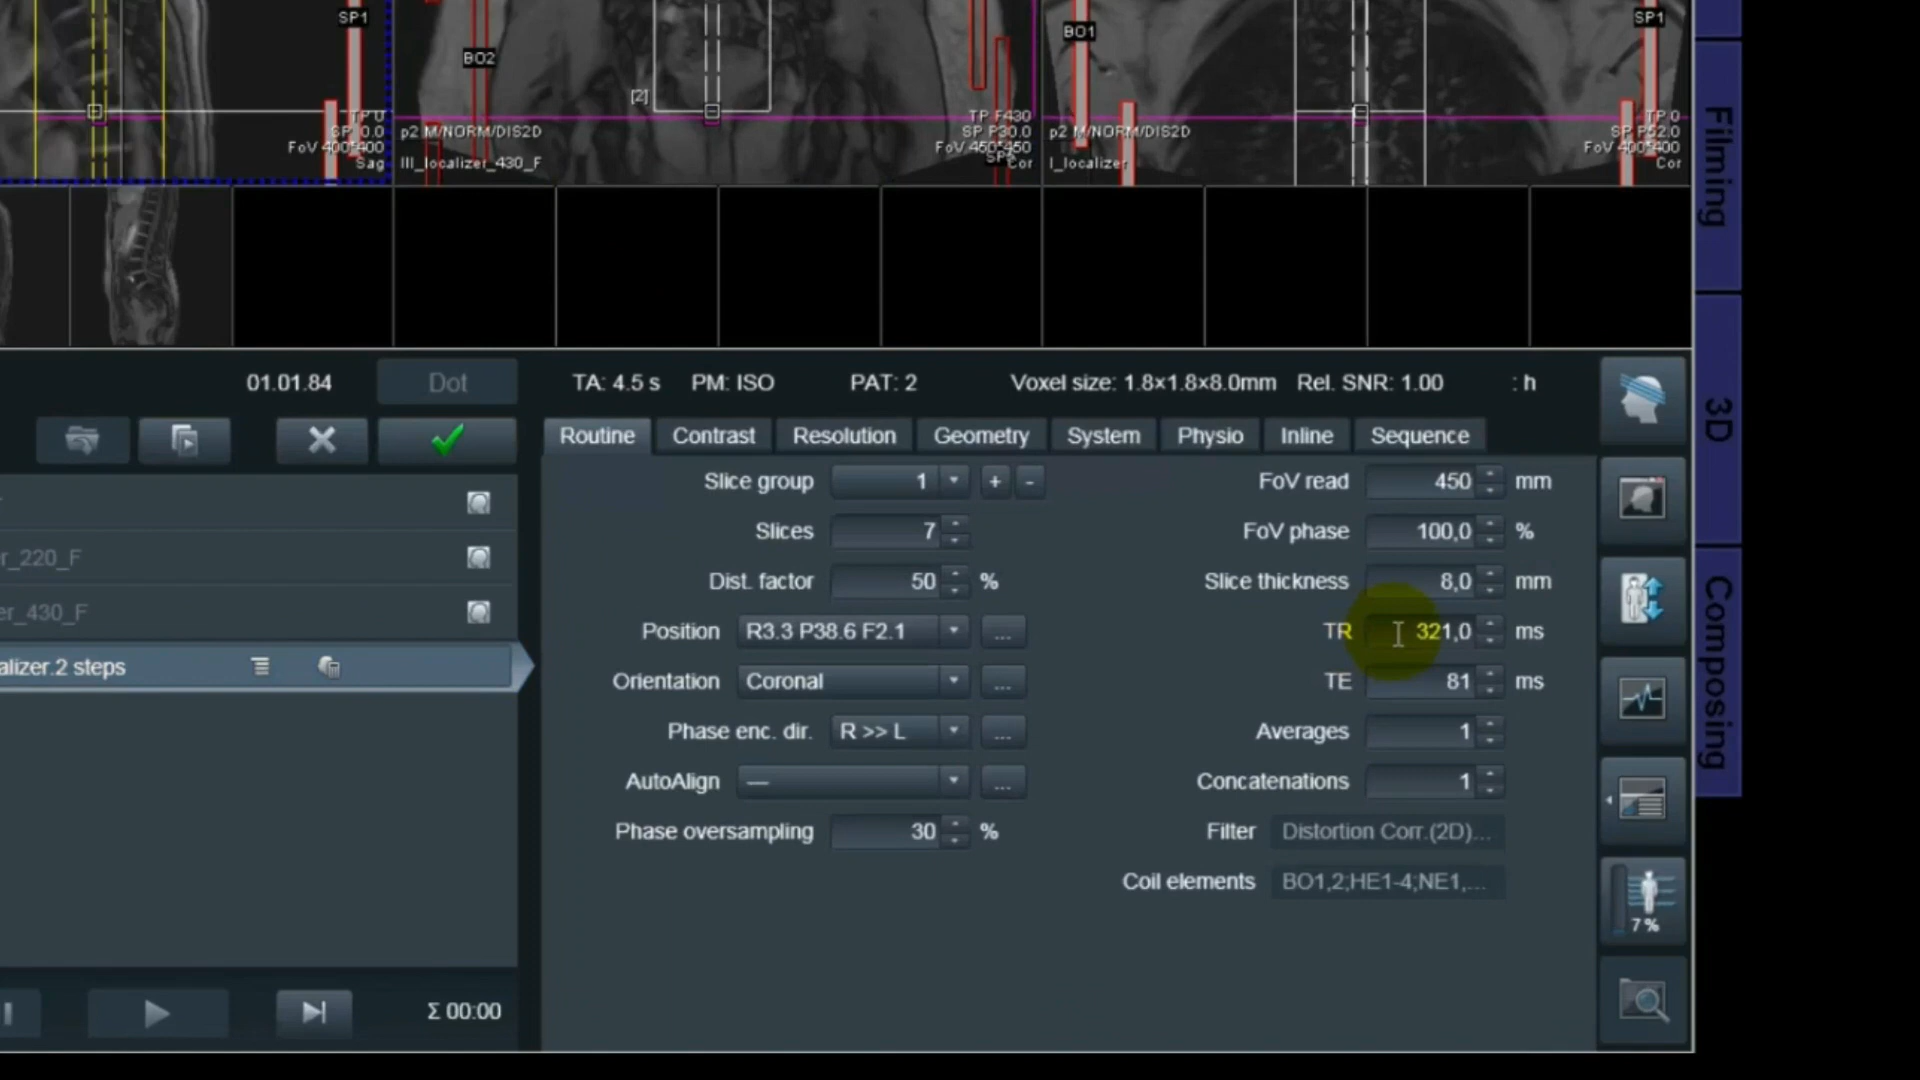 SP1
BO2
[2]
BO1
SP1
FoV 400*400
Sag
p2 M/NORM/DIS2D
III_localizer_430_F
TP F430
SP P30.0
FoV 450*450
Cor
p2 M/NORM/DIS2D
I_localizer
TP 0
SP P52.0
FoV 400*400
Cor
Filming
3D
Composing
01.01.84
Dot
TA: 4.5 s
PM: ISO
PAT: 2
Voxel size: 1.8×1.8×8.0mm
Rel. SNR: 1.00
: h
Routine
Contrast
Resolution
Geometry
System
Physio
Inline
Sequence
r_220_F
er_430_F
alizer.2 steps
Σ 00:00
Slice group 1 + -
Slices 7
Dist. factor 50 %
Position R3.3 P38.6 F2.1 ...
Orientation Coronal ...
Phase enc. dir. R >> L ...
AutoAlign — ...
Phase oversampling 30 %
FoV read 450 mm
FoV phase 100,0 %
Slice thickness 8,0 mm
TR 321,0 ms
TE 81 ms
Averages 1
Concatenations 1
Filter Distortion Corr.(2D)...
Coil elements BO1,2;HE1-4;NE1,...
7 %